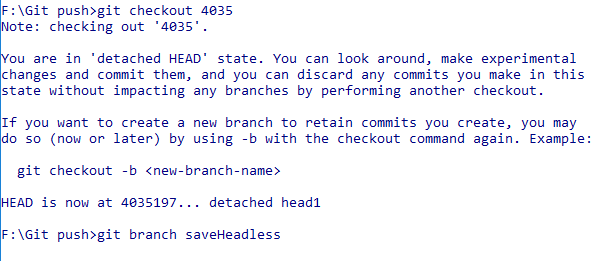 F:\Git push>git checkout 4035
Note: checking out '4035'.
You are in 'detached HEAD' state. You can look around, make experimental
changes and commit them, and you can discard any commits you make in this
state without impacting any branches by performing another checkout.
If you want to create a new branch to retain commits you create, you may
do so (now or later) by using -b with the checkout command again. Example:
  git checkout -b <new-branch-name>
HEAD is now at 4035197... detached head1
F:\Git push>git branch saveHeadless